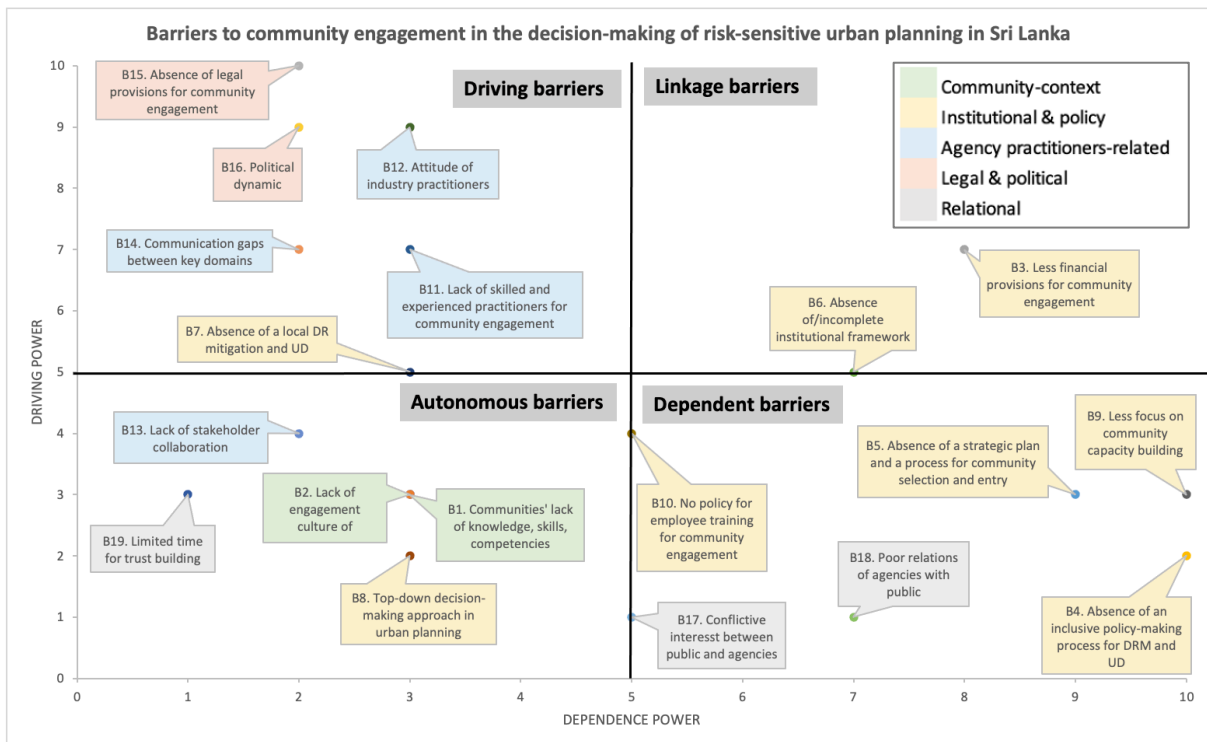 Barriers to community engagement in the decision-making of risk-sensitive urban planning in Sri Lanka
10
9
8
7
6
5
4
3
2
1
0
DRIVING POWER
0
1
2
3
4
5
6
7
8
9
10
DEPENDENCE POWER
Driving barriers
Linkage barriers
Autonomous barriers
Dependent barriers
Community-context
Institutional & policy
Agency practitioners-related
Legal & political
Relational
B15. Absence of legal
provisions for community
engagement
B16. Political
dynamic
B12. Attitude of
industry practitioners
B14. Communication gaps
between key domains
B11. Lack of skilled and
experienced practitioners for
community engagement
B7. Absence of a local DR
mitigation and UD
B3. Less financial
provisions for community
engagement
B6. Absence
of/incomplete
institutional framework
B13. Lack of stakeholder
collaboration
B2. Lack of
engagement
culture of
B1. Communities' lack
of knowledge, skills,
competencies
B19. Limited time
for trust building
B8. Top-down decision-
making approach in
urban planning
B10. No policy for
employee training
for community
engagement
B5. Absence of a strategic plan
and a process for community
selection and entry
B9. Less focus on
community
capacity building
B18. Poor relations
of agencies with
public
B17. Conflictive
interesst between
public and agencies
B4. Absence of an
inclusive policy-making
process for DRM and
UD